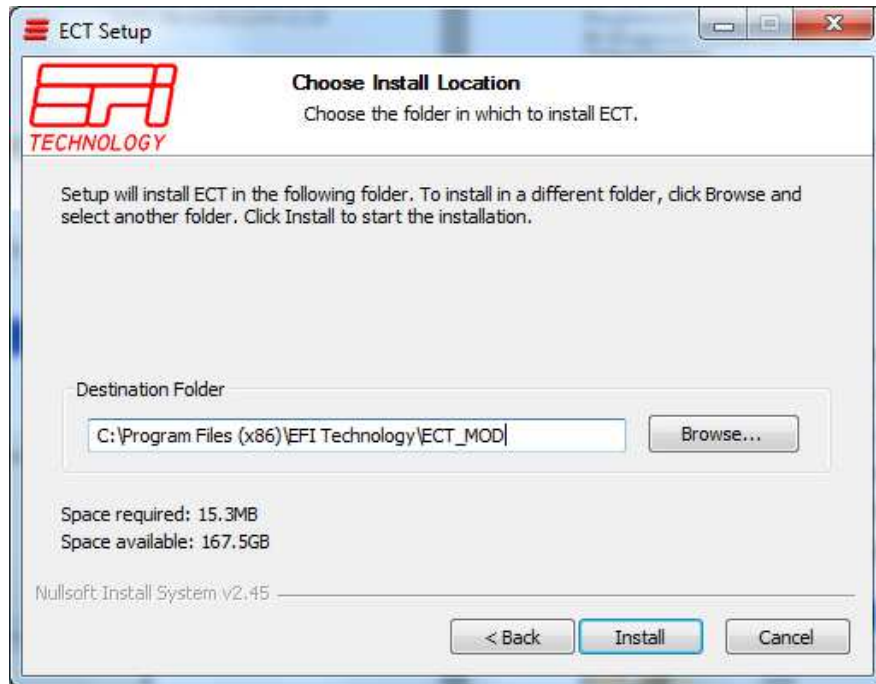 ECT Setup
EFI
TECHNOLOGY
Choose Install Location
Choose the folder in which to install ECT.
Setup will install ECT in the following folder. To install in a different folder, click Browse and
select another folder. Click Install to start the installation.
Destination Folder
C:\Program Files (x86)\EFI Technology\ECT_MOD
Browse...
Space required: 15.3MB
Space available: 167.5GB
Nullsoft Install System v2.45
< Back
Install
Cancel